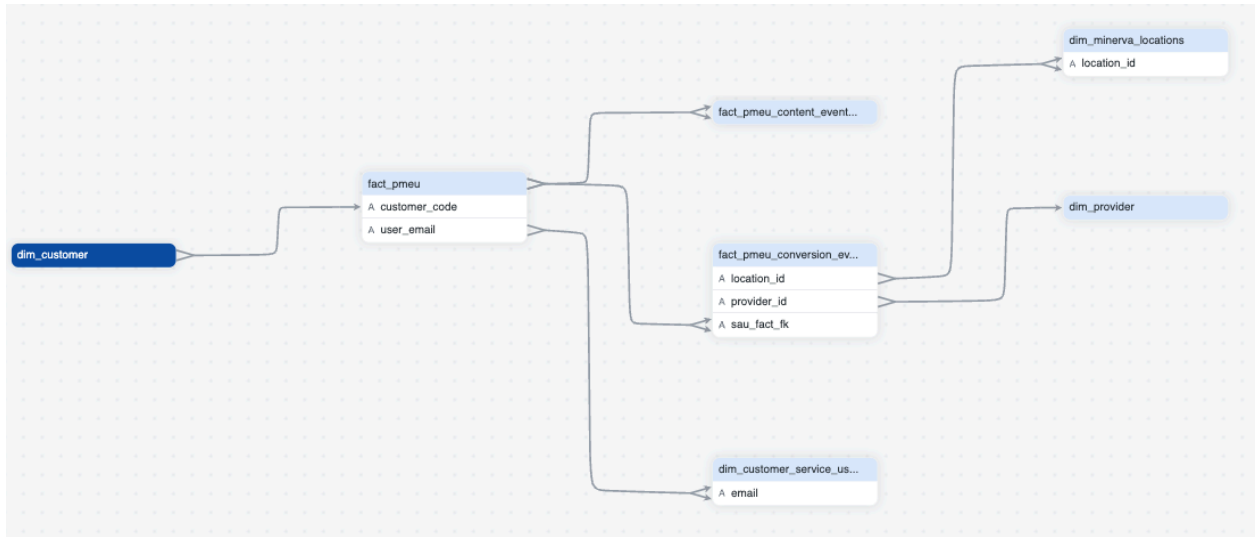 dim_customer
fact_pmeu
A customer_code
A user_email
fact_pmeu_content_event...
fact_pmeu_conversion_ev...
A location_id
A provider_id
A sau_fact_fk
dim_customer_service_us...
A email
dim_minerva_locations
A location_id
dim_provider